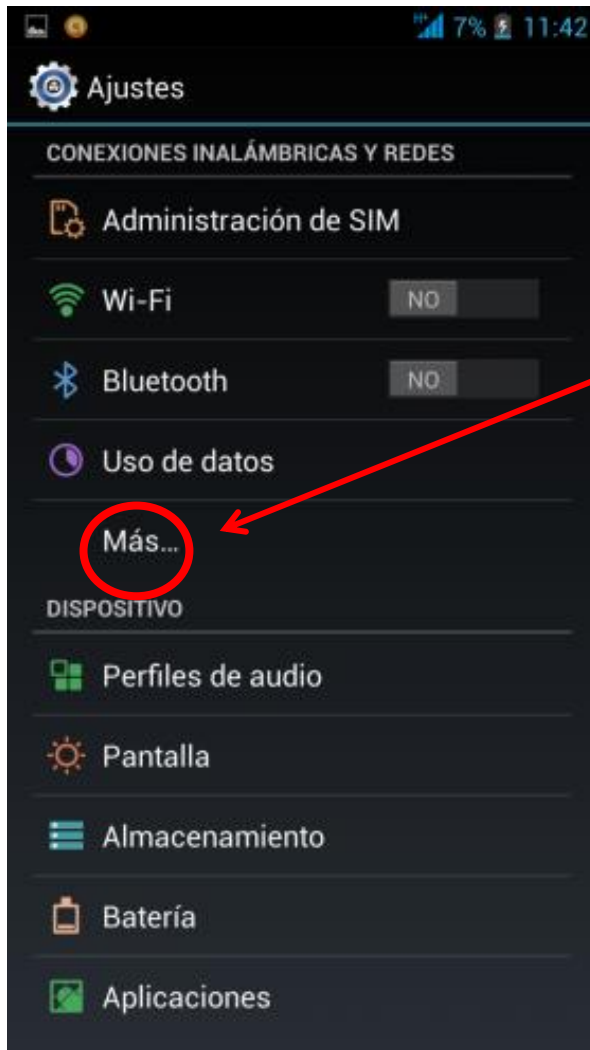 7% 11:42
Ajustes
CONEXIONES INALÁMBRICAS Y REDES
Administración de SIM
Wi-Fi NO
Bluetooth NO
Uso de datos
Más...
DISPOSITIVO
Perfiles de audio
Pantalla
Almacenamiento
Batería
Aplicaciones